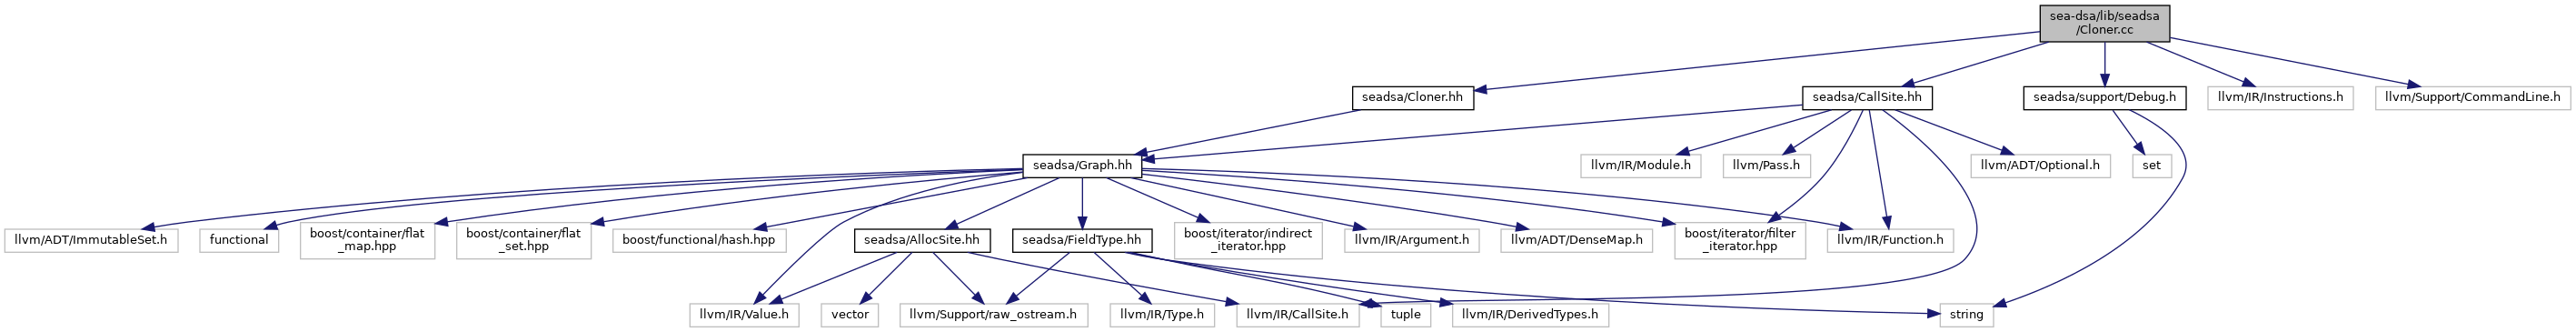 sea-dsa/lib/seadsa
/Cloner.cc
seadsa/Cloner.hh
seadsa/CallSite.hh
seadsa/support/Debug.h
llvm/IR/Instructions.h
llvm/Support/CommandLine.h
seadsa/Graph.hh
llvm/IR/Module.h
llvm/Pass.h
llvm/ADT/Optional.h
set
llvm/ADT/ImmutableSet.h
functional
boost/container/flat
_map.hpp
boost/container/flat
_set.hpp
boost/functional/hash.hpp
seadsa/AllocSite.hh
seadsa/FieldType.hh
boost/iterator/indirect
_iterator.hpp
llvm/IR/Argument.h
llvm/ADT/DenseMap.h
boost/iterator/filter
_iterator.hpp
llvm/IR/Function.h
llvm/IR/Value.h
vector
llvm/Support/raw_ostream.h
llvm/IR/Type.h
llvm/IR/CallSite.h
tuple
llvm/IR/DerivedTypes.h
string